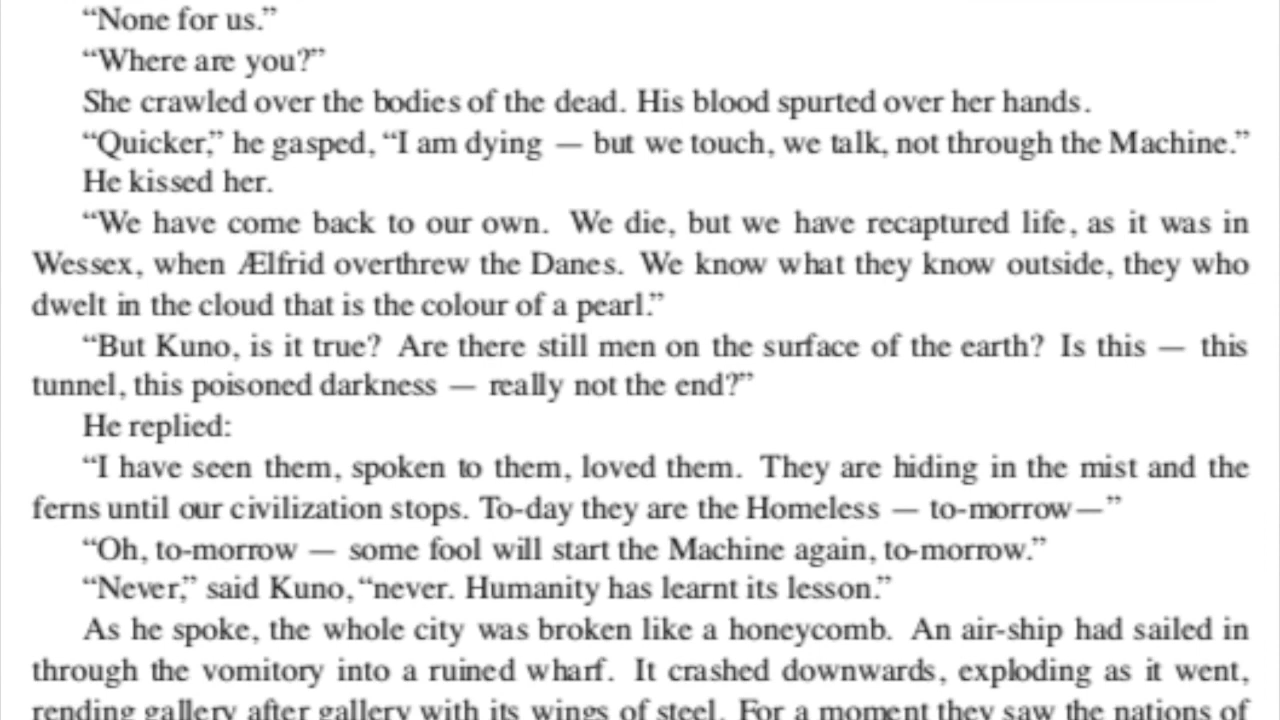 “None for us.”
“Where are you?”
She crawled over the bodies of the dead. His blood spurted over her hands.
“Quicker,” he gasped, “I am dying — but we touch, we talk, not through the Machine.”
He kissed her.
“We have come back to our own. We die, but we have recaptured life, as it was in
Wessex, when Ælfrid overthrew the Danes. We know what they know outside, they who
dwelt in the cloud that is the colour of a pearl.”
“But Kuno, is it true? Are there still men on the surface of the earth? Is this — this
tunnel, this poisoned darkness — really not the end?”
He replied:
“I have seen them, spoken to them, loved them. They are hiding in the mist and the
ferns until our civilization stops. To-day they are the Homeless — to-morrow—”
“Oh, to-morrow — some fool will start the Machine again, to-morrow.”
“Never,” said Kuno, “never. Humanity has learnt its lesson.”
As he spoke, the whole city was broken like a honeycomb. An air-ship had sailed in
through the vomitory into a ruined wharf. It crashed downwards, exploding as it went,
rending gallery after gallery with its wings of steel. For a moment they saw the nations of